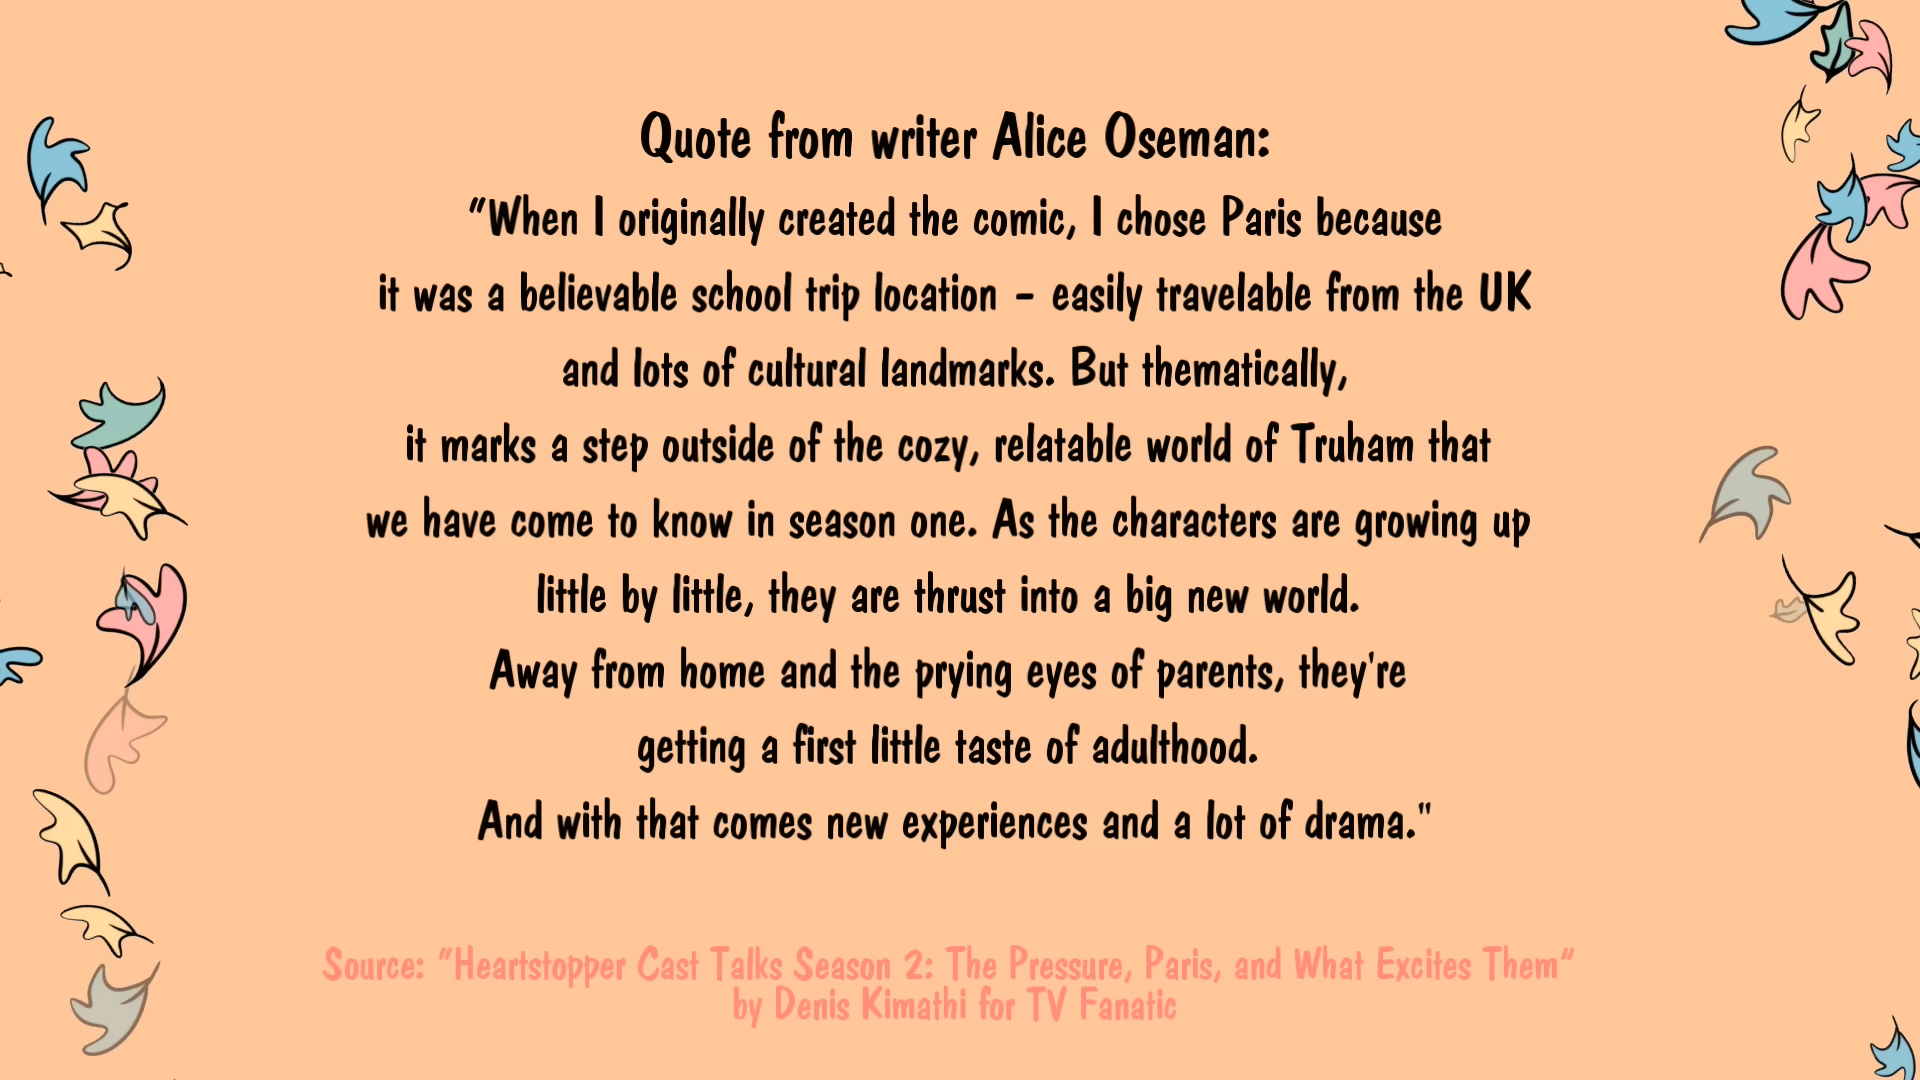 Quote from writer Alice Oseman:
“When I originally created the comic, I chose Paris because
it was a believable school trip location – easily travelable from the UK
and lots of cultural landmarks. But thematically,
it marks a step outside of the cozy, relatable world of Truham that
we have come to know in season one. As the characters are growing up
little by little, they are thrust into a big new world.
Away from home and the prying eyes of parents, they're
getting a first little taste of adulthood.
And with that comes new experiences and a lot of drama."
Source: “Heartstopper Cast Talks Season 2: The Pressure, Paris, and What Excites Them”
by Denis Kimathi for TV Fanatic